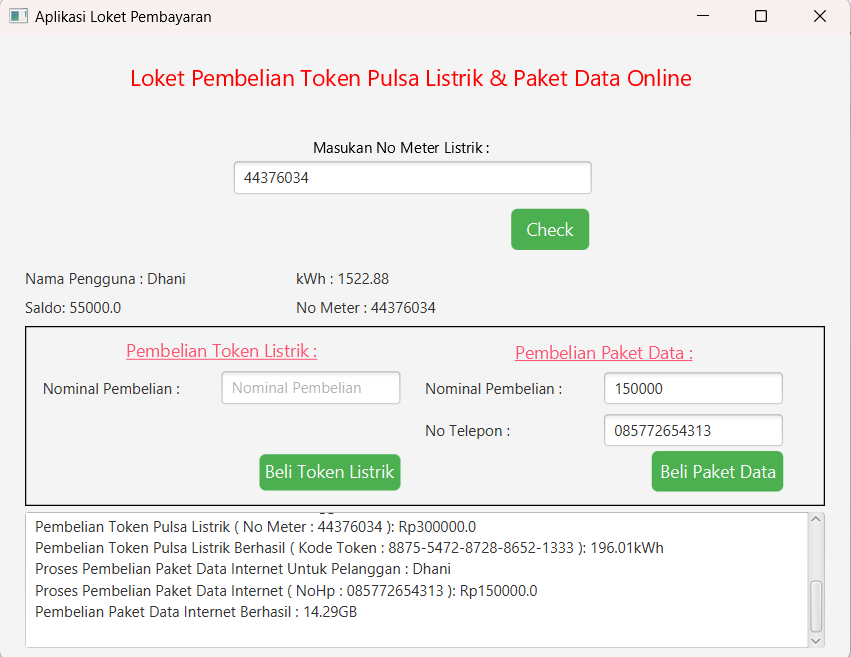 Aplikasi Loket Pembayaran
Loket Pembelian Token Pulsa Listrik & Paket Data Online
Masukan No Meter Listrik :
44376034
Check
Nama Pengguna : Dhani
kWh : 1522.88
Saldo: 55000.0
No Meter : 44376034
Pembelian Token Listrik :
Nominal Pembelian :
Nominal Pembelian
Beli Token Listrik
Pembelian Paket Data :
Nominal Pembelian :
150000
No Telepon :
085772654313
Beli Paket Data
Pembelian Token Pulsa Listrik ( No Meter : 44376034 ): Rp300000.0
Pembelian Token Pulsa Listrik Berhasil ( Kode Token : 8875-5472-8728-8652-1333 ): 196.01kWh
Proses Pembelian Paket Data Internet Untuk Pelanggan : Dhani
Proses Pembelian Paket Data Internet ( NoHp : 085772654313 ): Rp150000.0
Pembelian Paket Data Internet Berhasil : 14.29GB